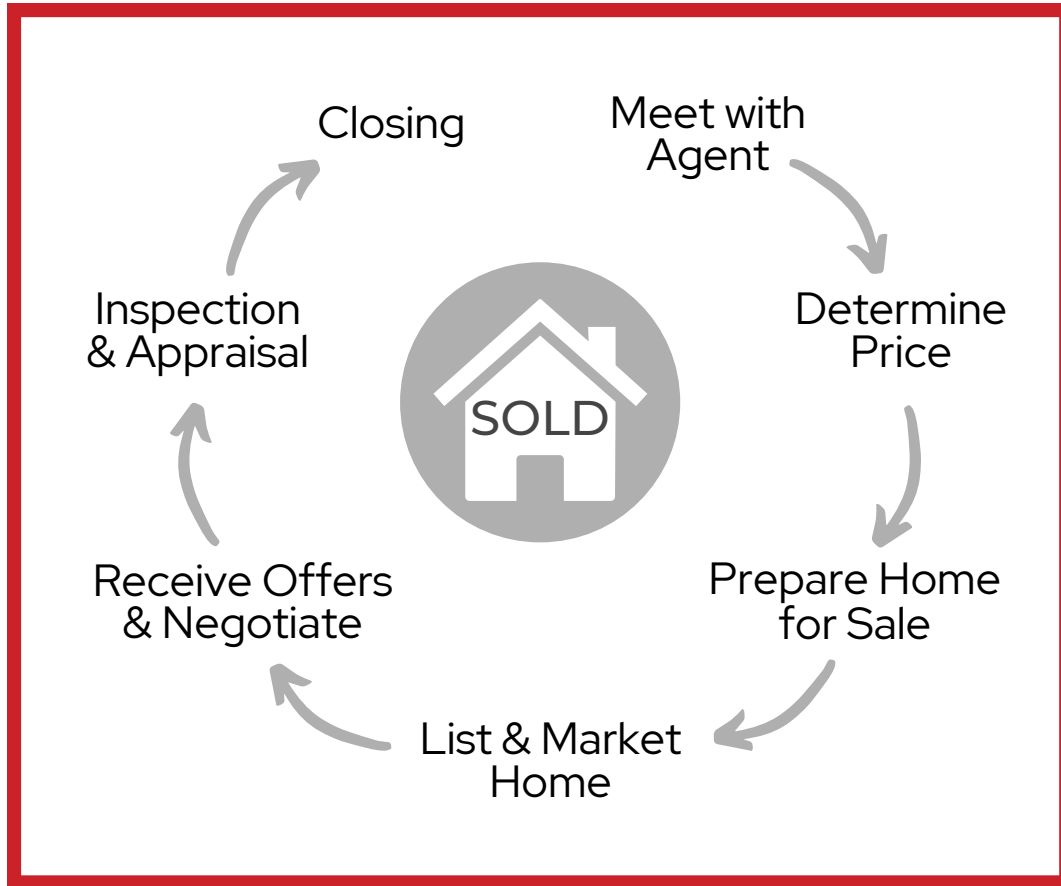 Meet with
Agent
Determine
Price
Prepare Home
for Sale
List & Market
Home
Receive Offers
& Negotiate
Inspection
& Appraisal
Closing
SOLD